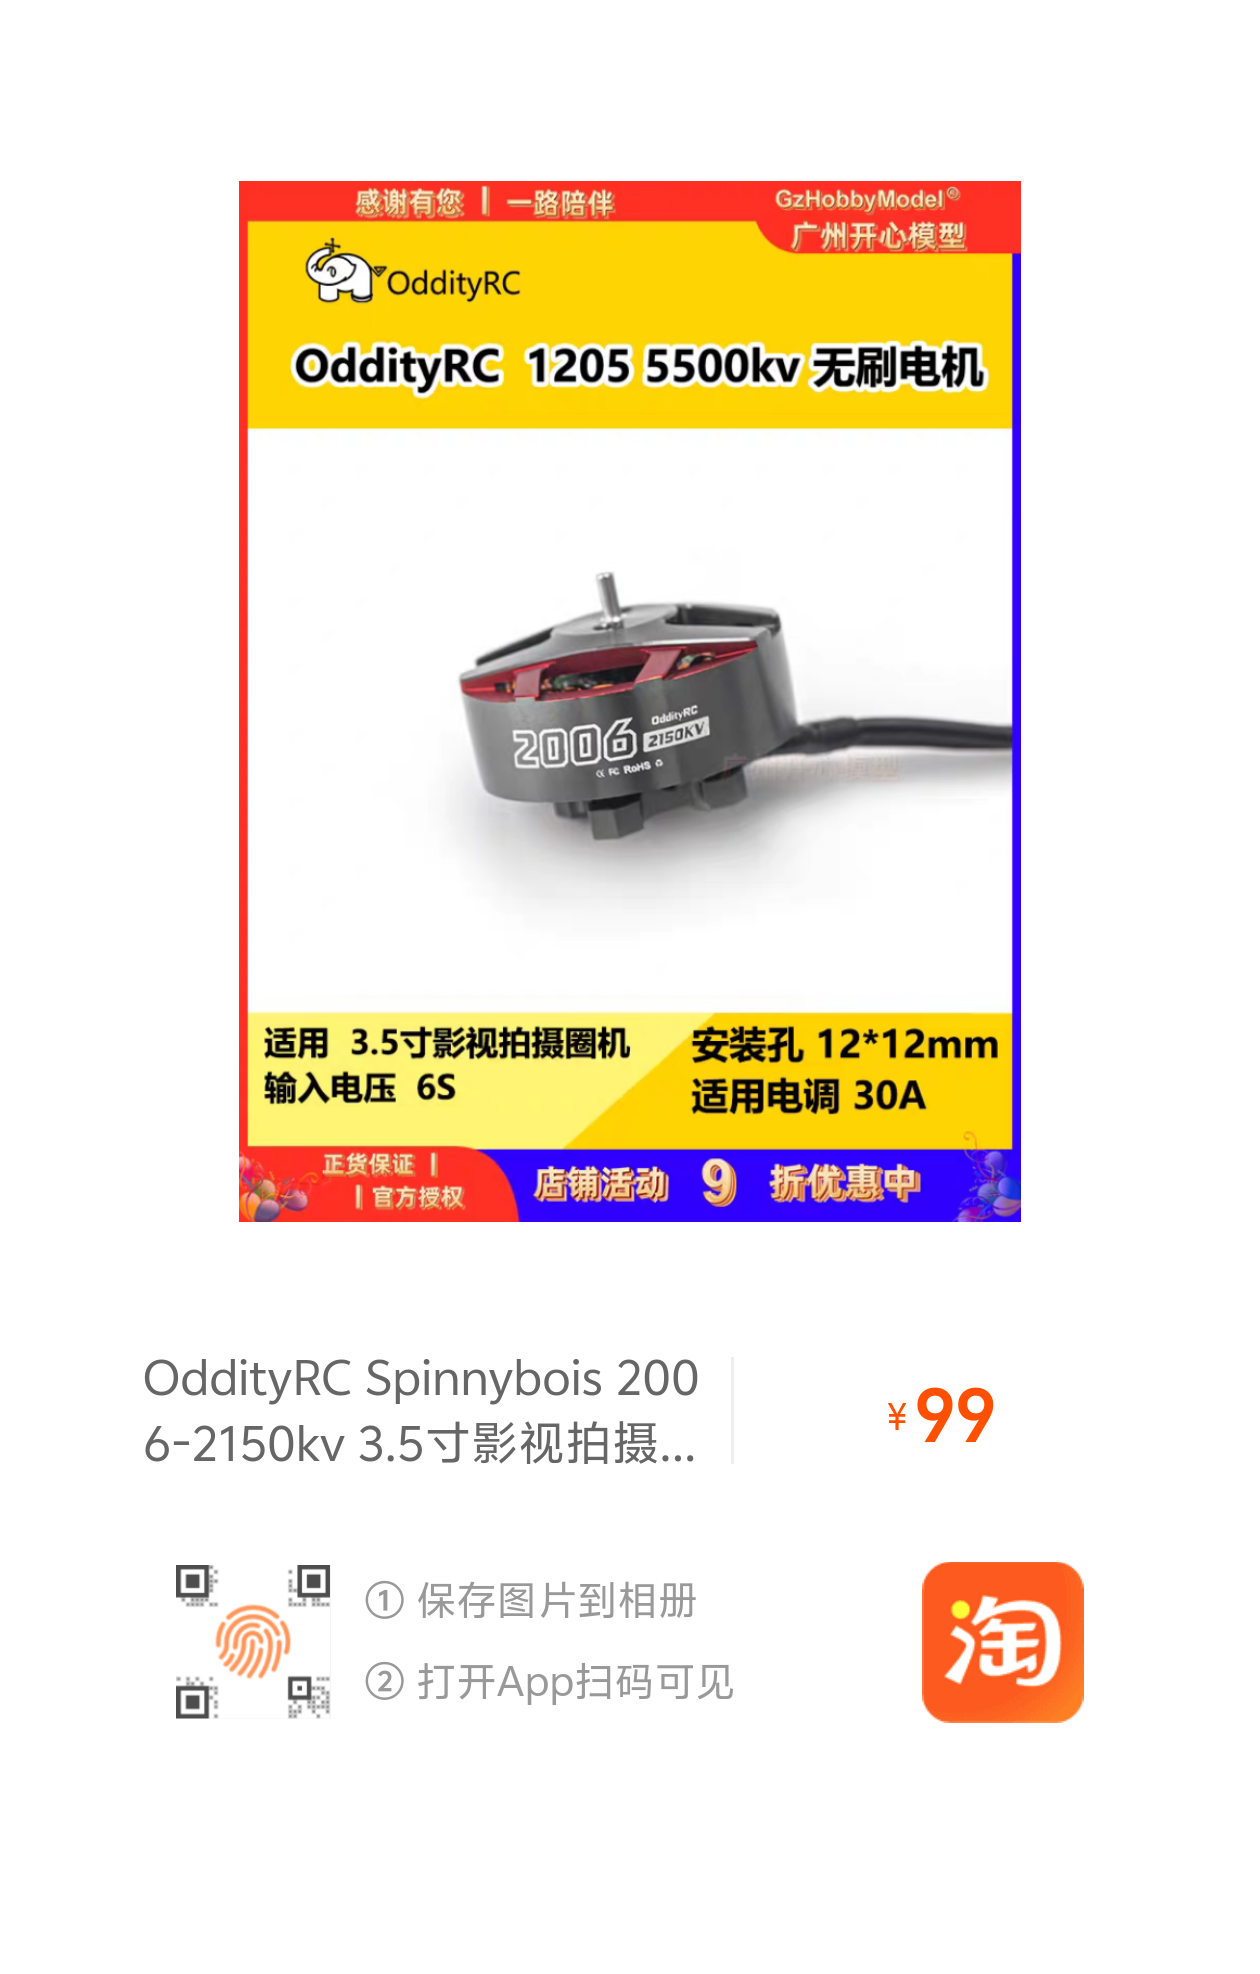 感谢有您 | 一路陪伴
GzHobbyModel®
广州开心模型
OddityRC
OddityRC 1205 5500kv 无刷电机
2006
OddityRC
2150KV
CE FC RoHS
适用 3.5寸影视拍摄圈机
输入电压 6S
安装孔 12*12mm
适用电调 30A
正货保证 |
| 官方授权
店铺活动 9 折优惠中
OddityRC Spinnybois 200
6-2150kv 3.5寸影视拍摄...
¥99
① 保存图片到相册
② 打开App扫码可见
淘